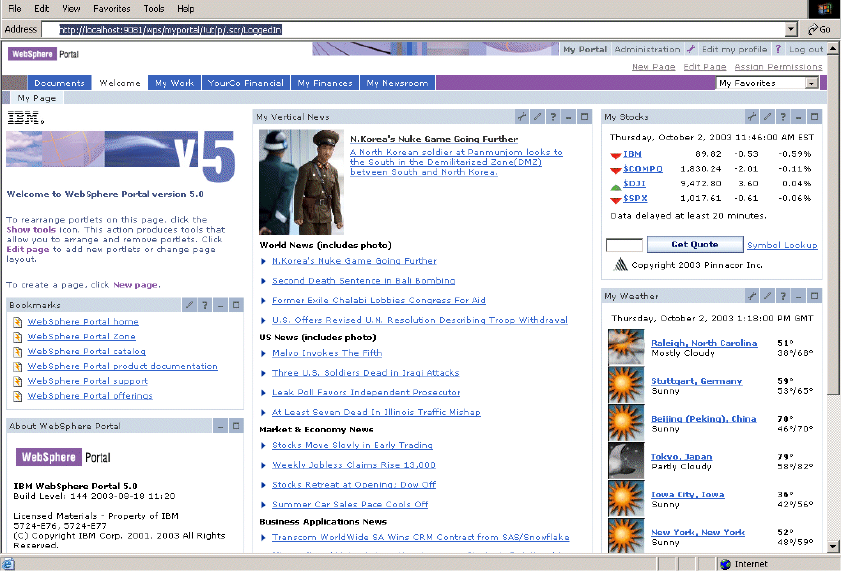 File Edit View Favorites Tools Help
Address http://localhost:9081/wps/myportal/!ut/p/.scr/LoggedIn Go
WebSphere Portal My Portal Administration Edit my profile ? Log out
New Page Edit Page Assign Permissions
Documents Welcome My Work YourCo Financial My Finances My Newsroom My Favorites
My Page
IBM.
v5
Welcome to WebSphere Portal version 5.0
To rearrange portlets on this page, click the
Show tools icon. This action produces tools that
allow you to arrange and remove portlets. Click
Edit page to add new portlets or change page
layout.
To create a page, click New page.
Bookmarks
WebSphere Portal home
WebSphere Portal Zone
WebSphere Portal catalog
WebSphere Portal product documentation
WebSphere Portal support
WebSphere Portal offerings
About WebSphere Portal
WebSphere Portal
IBM WebSphere Portal 5.0
Build Level: 144 2003-08-18 11:20
Licensed Materials - Property of IBM
5724-E76, 5724-E77
(C) Copyright IBM Corp. 2001, 2003 All Rights
Reserved.
My Vertical News
N.Korea's Nuke Game Going Further
A North Korean soldier at Panmunjom looks to
the South in the Demilitarized Zone(DMZ)
between South and North Korea.
World News (includes photo)
N.Korea's Nuke Game Going Further
Second Death Sentence in Bali Bombing
Former Exile Chalabi Lobbies Congress For Aid
U.S. Offers Revised U.N. Resolution Describing Troop Withdrawal
US News (includes photo)
Malvo Invokes The Fifth
Three U.S. Soldiers Dead in Iraqi Attacks
Leak Poll Favors Independent Prosecutor
At Least Seven Dead In Illinois Traffic Mishap
Market & Economy News
Stocks Move Slowly in Early Trading
Weekly Jobless Claims Rise 13,000
Stocks Retreat at Opening; Dow Off
Summer Car Sales Pace Cools Off
Business Applications News
Transcom WorldWide SA Wins CRM Contract from SAS/Snowflake
My Stocks
Thursday, October 2, 2003 11:46:00 AM EST
IBM 89.82 -0.53 -0.59%
$COMPQ 1,830.24 -2.01 -0.11%
$DJI 9,472.80 3.60 0.04%
$SPX 1,017.61 -0.61 -0.06%
Data delayed at least 20 minutes.
Get Quote Symbol Lookup
Copyright 2003 Pinnacor Inc.
My Weather
Thursday, October 2, 2003 1:18:00 PM GMT
Raleigh, North Carolina 51°
Mostly Cloudy 38°/68°
Stuttgart, Germany 59°
Sunny 53°/65°
Beijing (Peking), China 70°
Sunny 46°/70°
Tokyo, Japan 79°
Partly Cloudy 58°/82°
Iowa City, Iowa 36°
Sunny 42°/56°
New York, New York 52°
Sunny 48°/59°
Internet